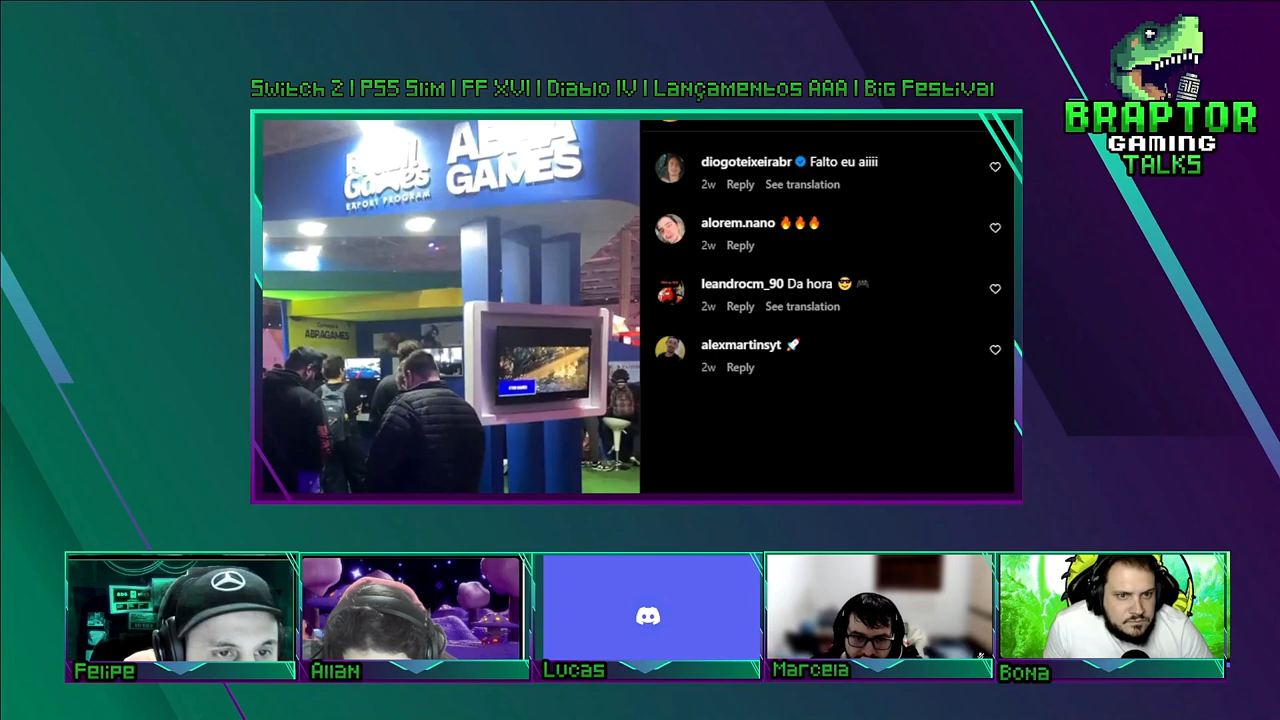 Switch 2 | PS5 Slim | FF XVI | Diablo IV | Lançamentos AAA | Big Festival
BRAPTOR
GAMING
TALKS
Games
EXPORT PROGRAM
ABRAGAMES
ABRAGAMES
diogoteixeirabr Falto eu aiiii
2w Reply See translation
alorem.nano 🔥🔥🔥
2w Reply
leandrocm_90 Da hora 😎 🎮
2w Reply See translation
alexmartinsyt 🚀
2w Reply
Felipe
Allan
Lucas
Marcela
Bona